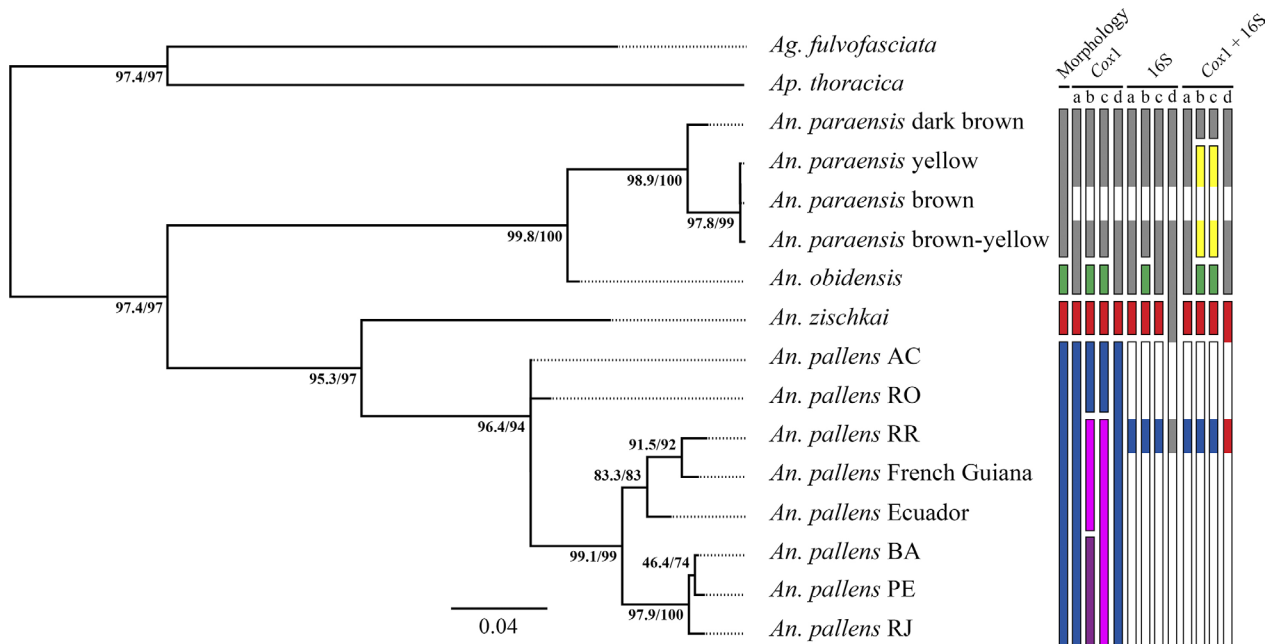 Morphology Cox1 16S Cox1 + 16S
a b c d a b c d a b c d
Ag. fulvofasciata
97.4/97
Ap. thoracica
An. paraensis dark brown
An. paraensis yellow
98.9/100
An. paraensis brown
97.8/99
An. paraensis brown-yellow
99.8/100
An. obidensis
97.4/97
An. zischkai
An. pallens AC
95.3/97
An. pallens RO
96.4/94
An. pallens RR
91.5/92
An. pallens French Guiana
83.3/83
An. pallens Ecuador
99.1/99
An. pallens BA
46.4/74
An. pallens PE
97.9/100
An. pallens RJ
0.04